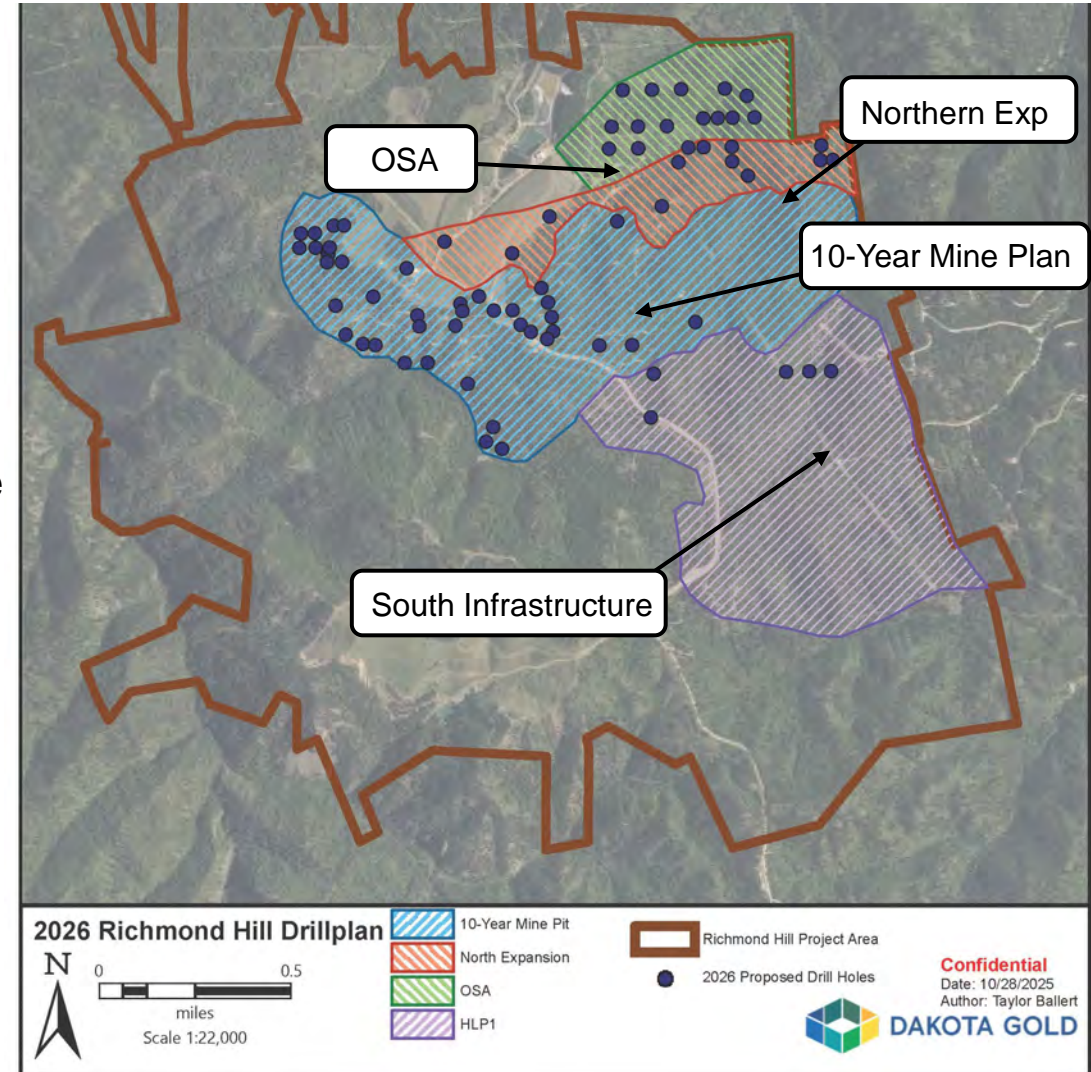 Northern Exp
OSA
10-Year Mine Plan
e
South Infrastructure
2026 Richmond Hill Drillplan
N
0 0.5
miles
Scale 1:22,000
10-Year Mine Pit
North Expansion
OSA
HLP1
Richmond Hill Project Area
2026 Proposed Drill Holes
Confidential
Date: 10/28/2025
Author: Taylor Ballert
DAKOTA GOLD